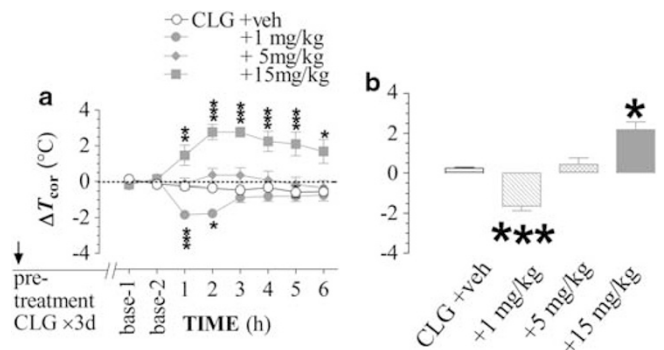 CLG +veh
+1 mg/kg
+ 5mg/kg
+15mg/kg
a
b
ΔTcor (°C)
4
2
0
-2
-4
4
2
0
-2
-4
**
***
***
***
***
*
***
*
*
***
pre-
treatment
CLG ×3d
base-1
base-2
1
2
3
4
5
6
TIME (h)
CLG +veh
+1 mg/kg
+5 mg/kg
+15 mg/kg